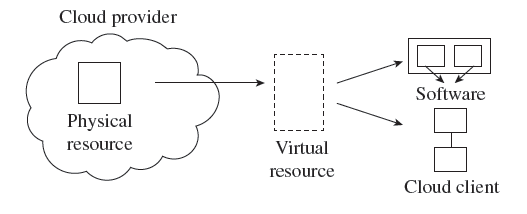 Cloud provider
Physical
resource
Virtual
resource
Software
Cloud client